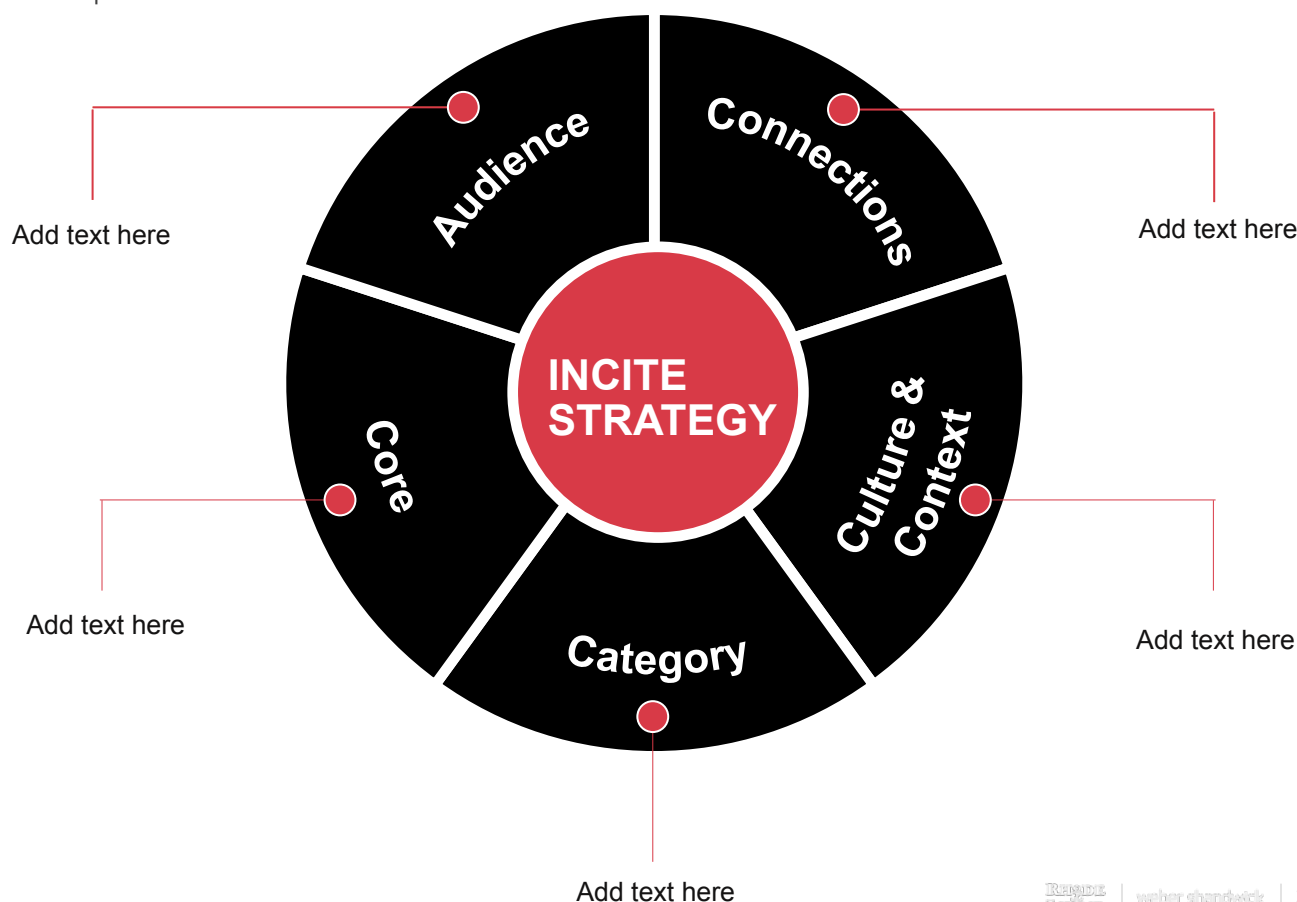 Audience
Connections
Add text here
Add text here
INCITE
STRATEGY
Core
Culture &
Context
Add text here
Add text here
Category
Add text here
weber shandwick